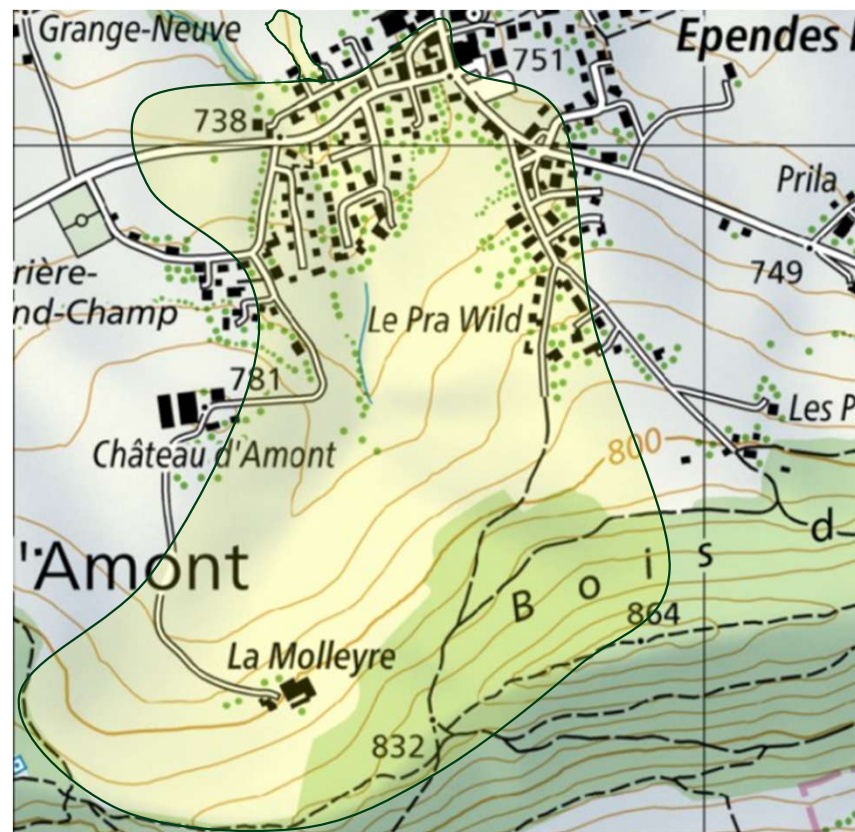 Grange-Neuve
751
Ependes
738
Prila
749
rière-
nd-Champ
Le Pra Wild
781
Les P
Château d'Amont
800
d
l'Amont
B o i s
864
La Molleyre
832